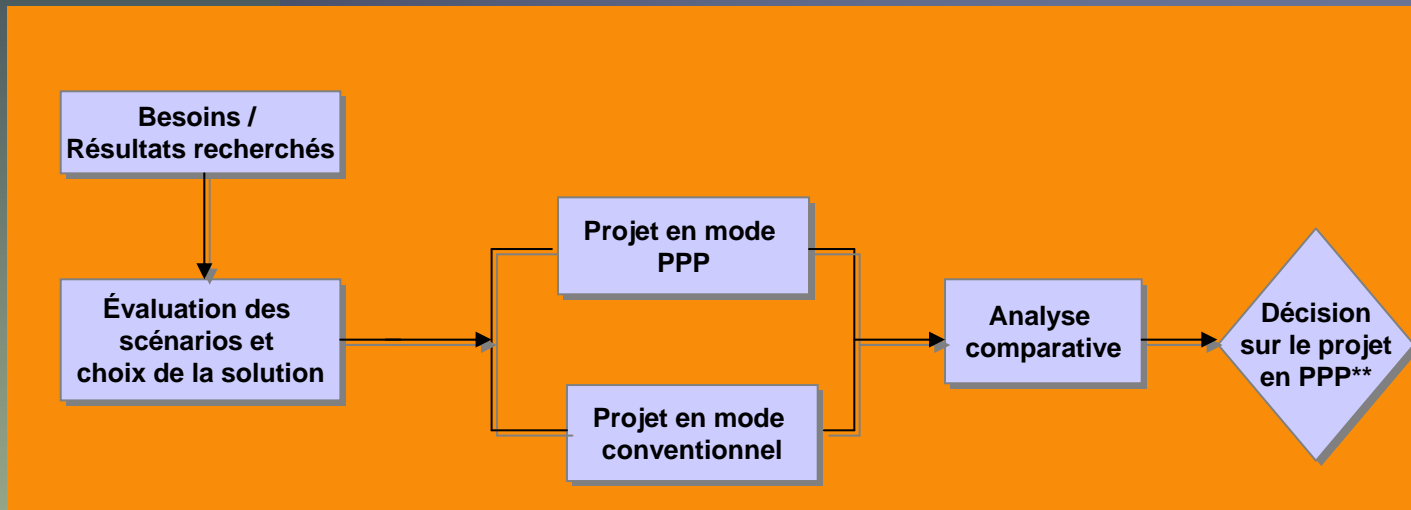 Besoins /
Résultats recherchés
Évaluation des
scénarios et
choix de la solution
Projet en mode
PPP
Projet en mode
conventionnel
Analyse
comparative
Décision
sur le projet
en PPP**